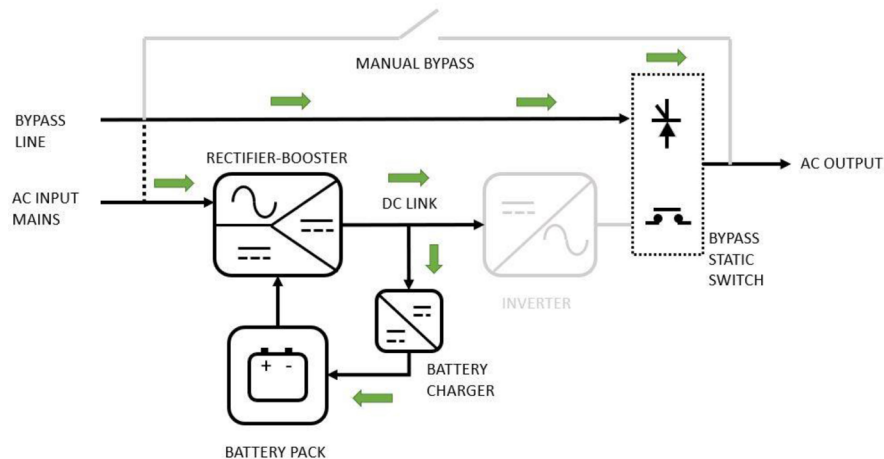 MANUAL BYPASS
BYPASS
LINE
RECTIFIER-BOOSTER
AC OUTPUT
AC INPUT
MAINS
DC LINK
BYPASS
STATIC
SWITCH
INVERTER
+ -
BATTERY
CHARGER
BATTERY PACK